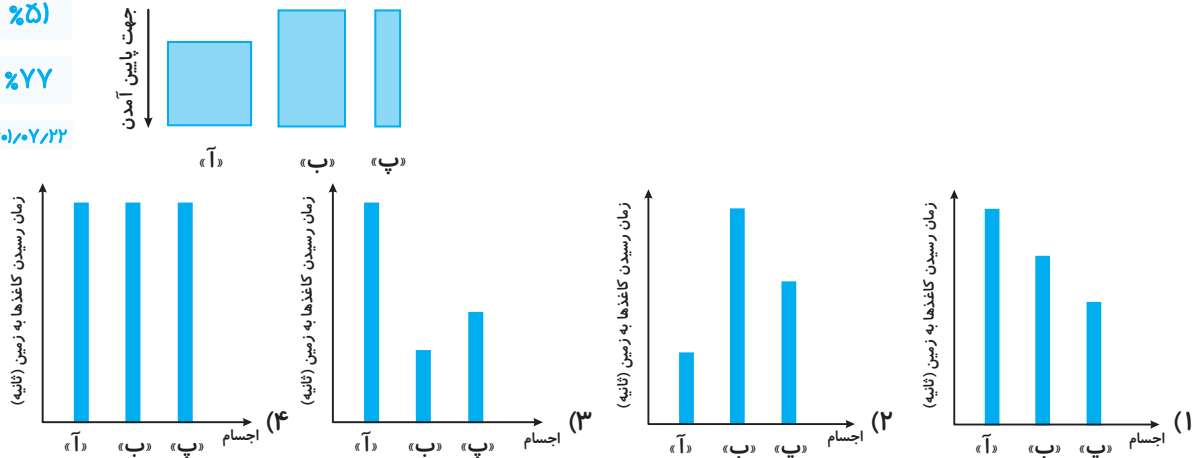 %۵۱
%۷۷
۰۱/۰۷/۲۲
جهت پایین آمدن
«آ»
«ب»
«پ»
۱)
زمان رسیدن کاغذها به زمین (ثانیه)
«آ» «ب» «پ» اجسام
۲)
زمان رسیدن کاغذها به زمین (ثانیه)
«آ» «ب» «پ» اجسام
۳)
زمان رسیدن کاغذها به زمین (ثانیه)
«آ» «ب» «پ» اجسام
۴)
زمان رسیدن کاغذها به زمین (ثانیه)
«آ» «ب» «پ» اجسام